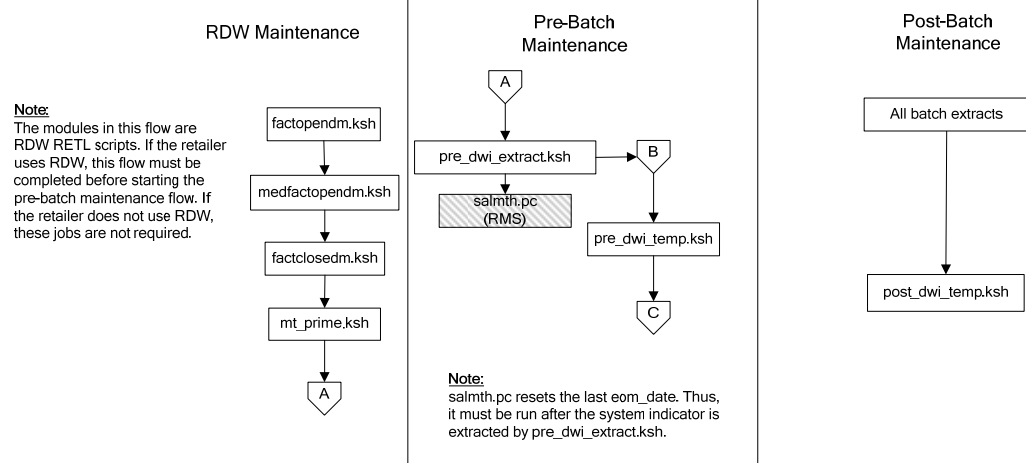 RDW Maintenance
Note:
The modules in this flow are
RDW RETL scripts. If the retailer
uses RDW, this flow must be
completed before starting the
pre-batch maintenance flow. If
the retailer does not use RDW,
these jobs are not required.
factopendm.ksh
medfactopendm.ksh
factclosedm.ksh
mt_prime.ksh
A
Pre-Batch
Maintenance
A
pre_dwi_extract.ksh
B
salmth.pc
(RMS)
pre_dwi_temp.ksh
C
Note:
salmth.pc resets the last eom_date. Thus,
it must be run after the system indicator is
extracted by pre_dwi_extract.ksh.
Post-Batch
Maintenance
All batch extracts
post_dwi_temp.ksh